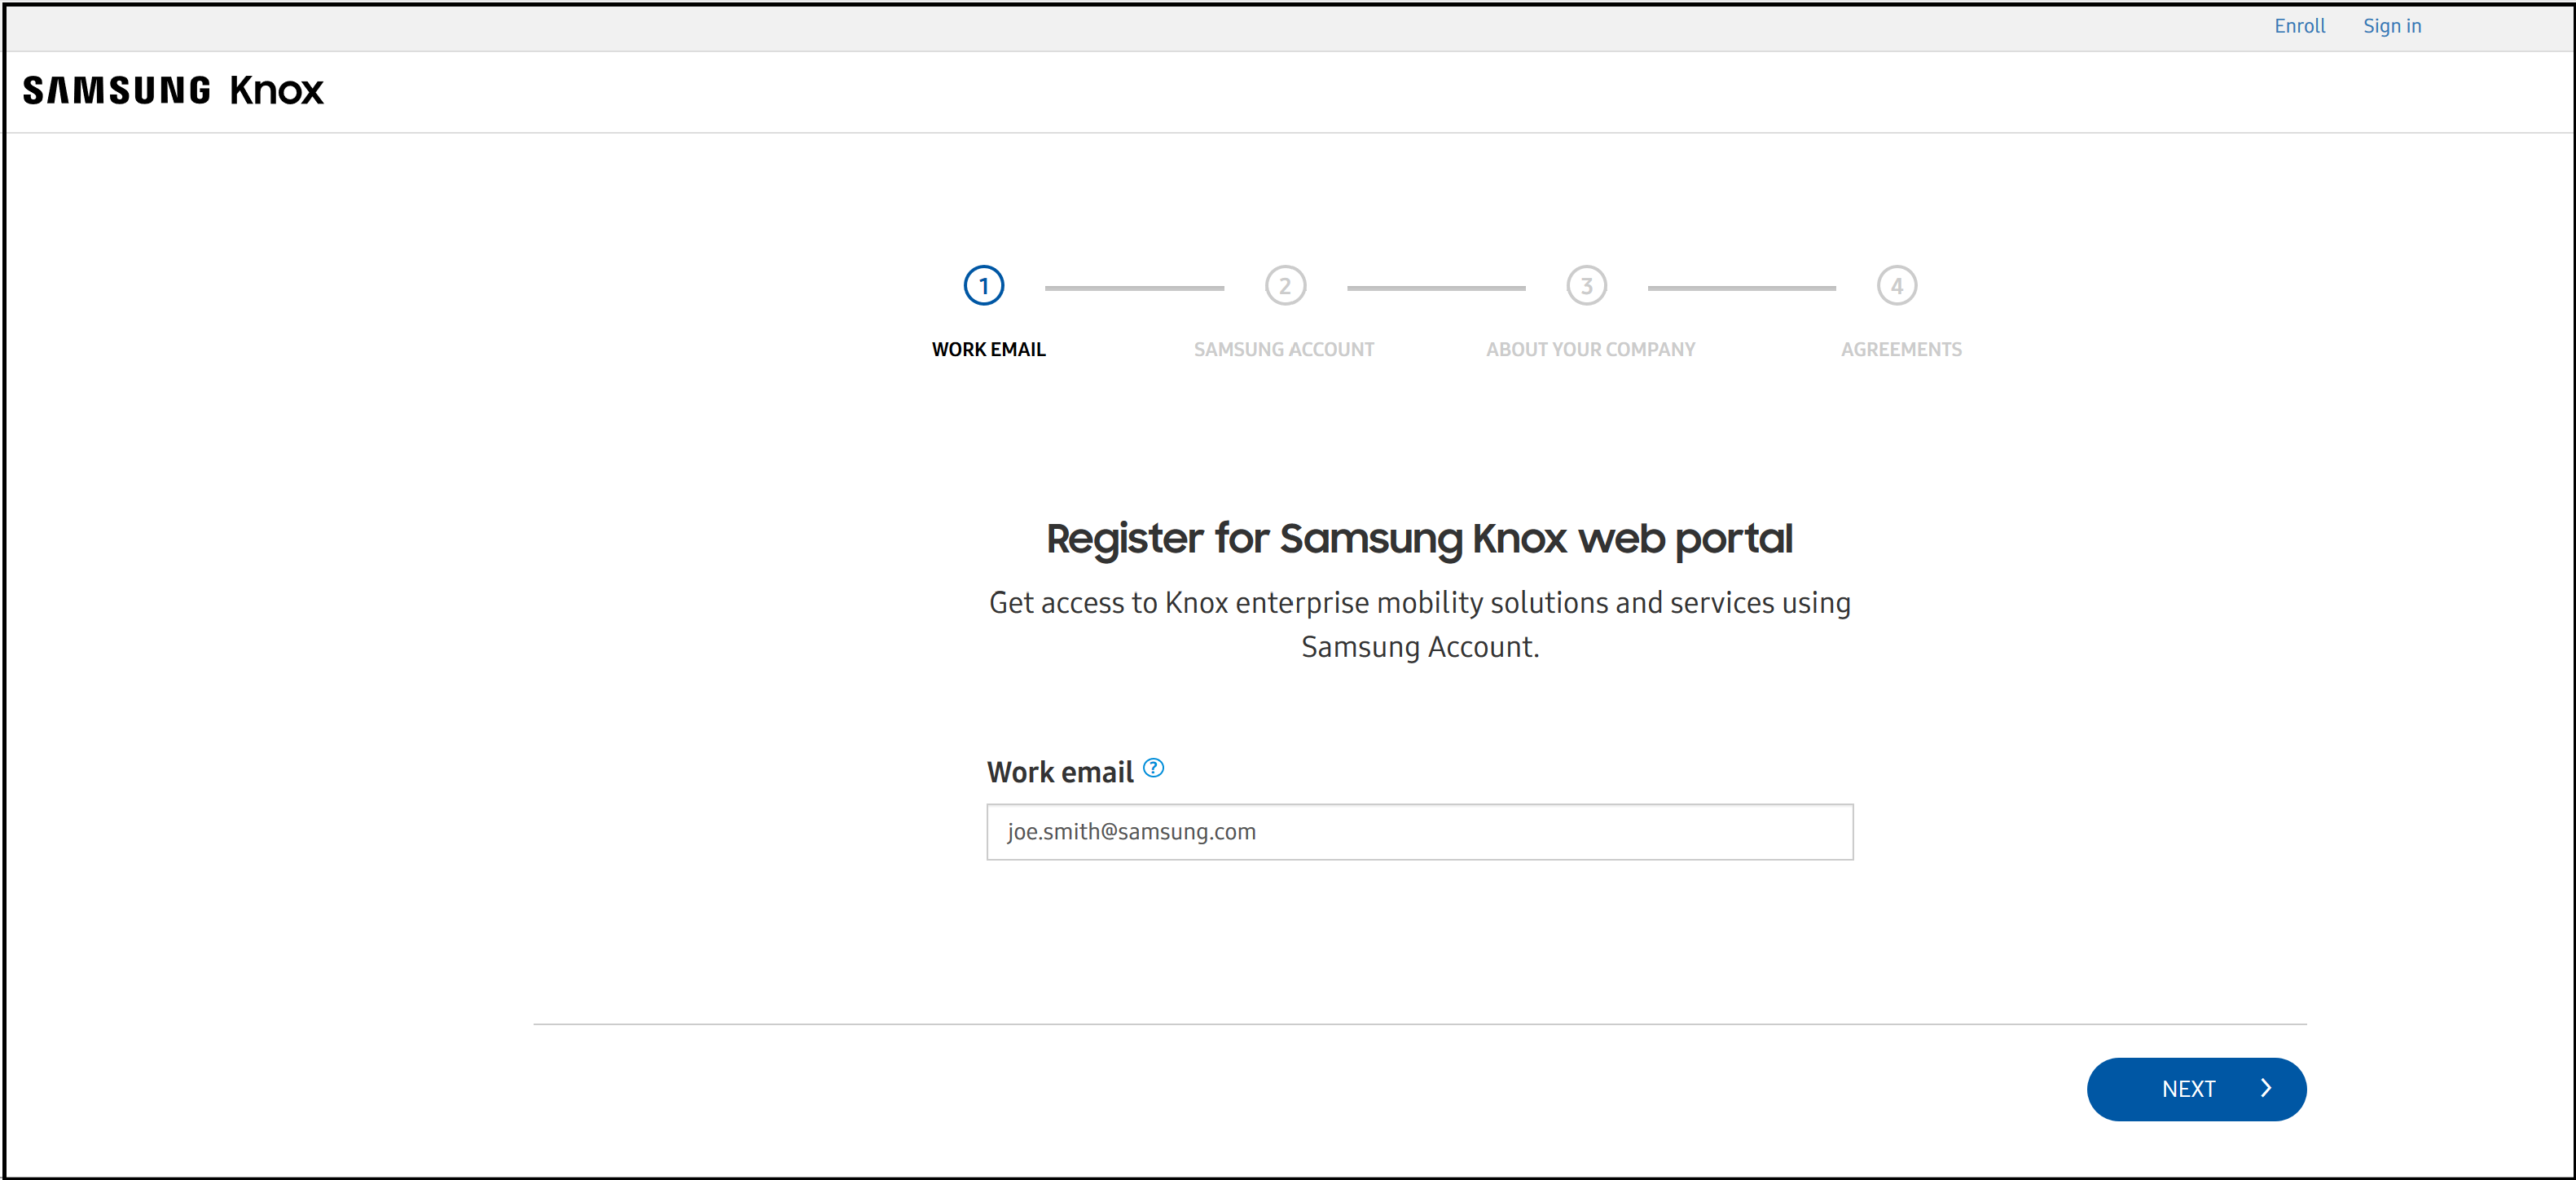 Enroll Sign in
SAMSUNG Knox
1 2 3 4
WORK EMAIL SAMSUNG ACCOUNT ABOUT YOUR COMPANY AGREEMENTS
Register for Samsung Knox web portal
Get access to Knox enterprise mobility solutions and services using
Samsung Account.
Work email ?
joe.smith@samsung.com
NEXT